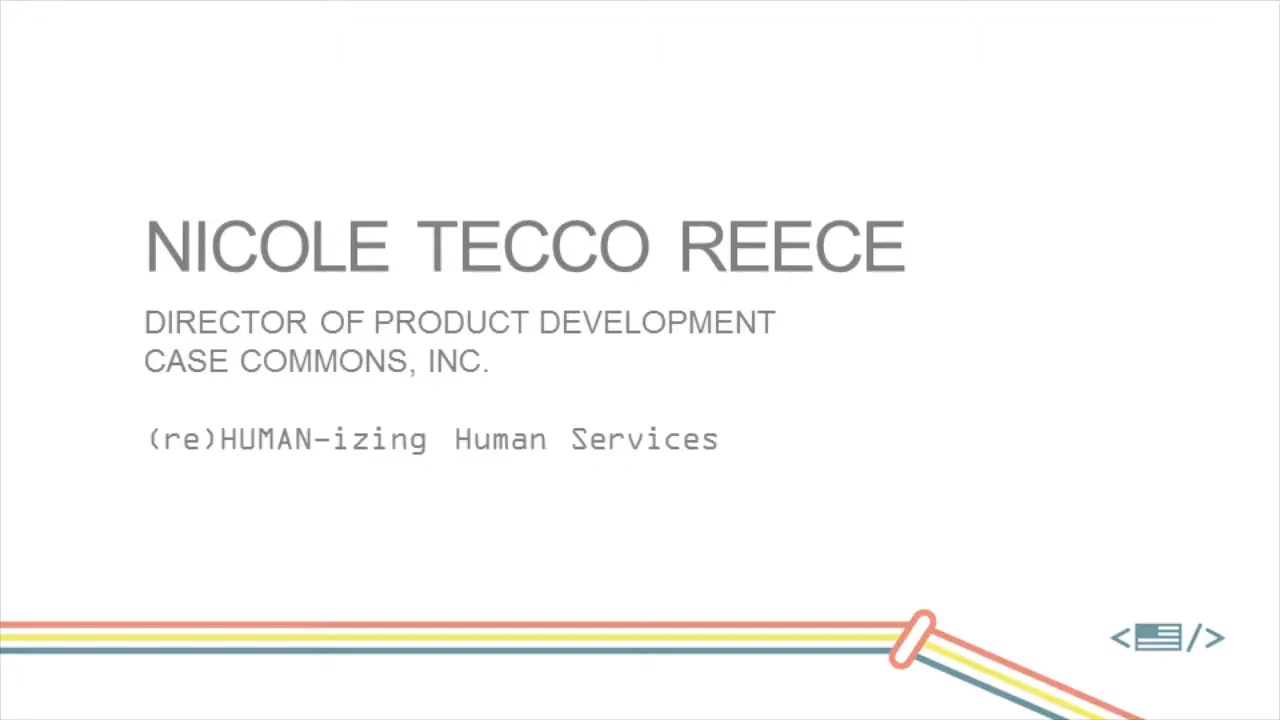 NICOLE TECCO REECE
DIRECTOR OF PRODUCT DEVELOPMENT
CASE COMMONS, INC.
(re)HUMAN-izing Human Services